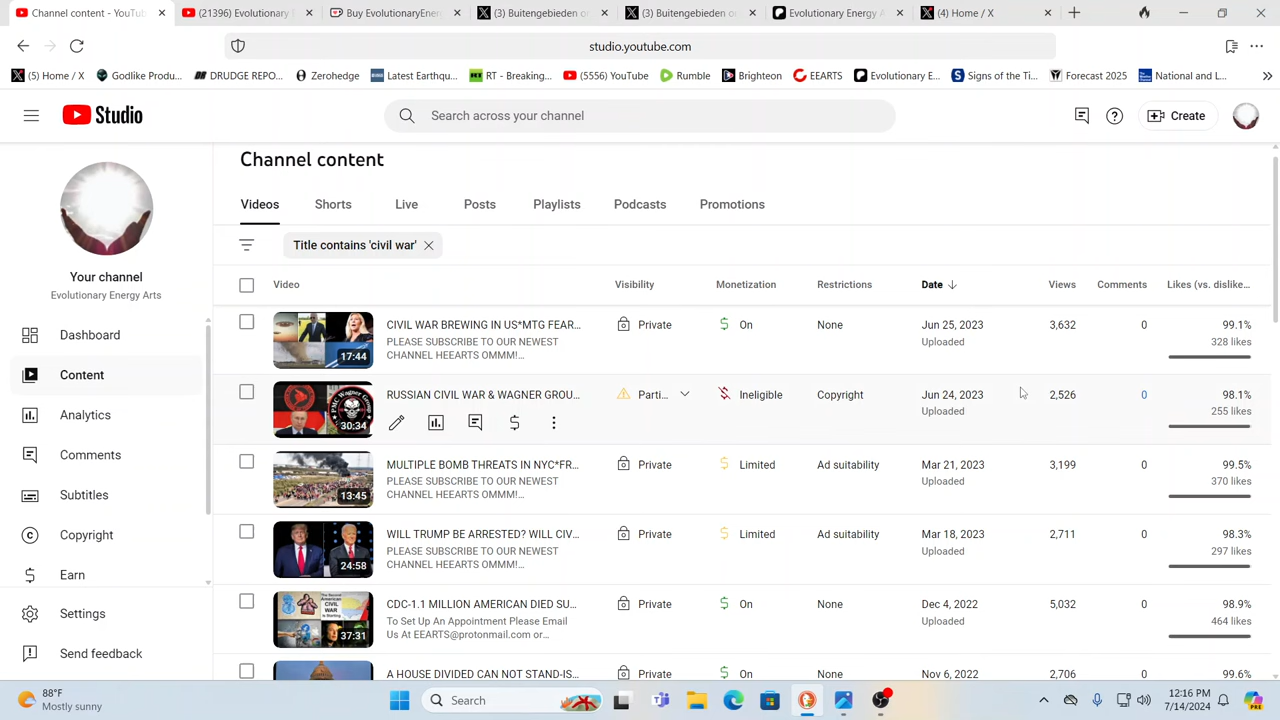 Channel content - YouTu
(21396) Evolutionary
Buy EvolutionaryEner
(3) Buitengebieden o
(3) Buitengebieden o
Evolutionary Energy A
(4) Home / X
studio.youtube.com
(5) Home / X
Godlike Produ...
DRUDGE REPO...
Zerohedge
Latest Earthqu...
RT - Breaking...
(5556) YouTube
Rumble
Brighteon
EEARTS
Evolutionary E...
Signs of the Ti...
Forecast 2025
National and L...
Studio
Search across your channel
Create
Channel content
Videos Shorts Live Posts Playlists Podcasts Promotions
Title contains 'civil war'
Your channel
Evolutionary Energy Arts
Dashboard
Content
Analytics
Comments
Subtitles
Copyright
Earn
Settings
Send feedback
Video Visibility Monetization Restrictions Date Views Comments Likes (vs. dislike...
CIVIL WAR BREWING IN US*MTG FEAR... Private On None Jun 25, 2023 3,632 0 99.1%
PLEASE SUBSCRIBE TO OUR NEWEST Uploaded 328 likes
CHANNEL HEEARTS OMMM!...
17:44
RUSSIAN CIVIL WAR & WAGNER GROU... Parti... Ineligible Copyright Jun 24, 2023 2,526 0 98.1%
Uploaded 255 likes
30:34
MULTIPLE BOMB THREATS IN NYC*FR... Private Limited Ad suitability Mar 21, 2023 3,199 0 99.5%
PLEASE SUBSCRIBE TO OUR NEWEST Uploaded 370 likes
CHANNEL HEEARTS OMMM!...
13:45
WILL TRUMP BE ARRESTED? WILL CIV... Private Limited Ad suitability Mar 18, 2023 2,711 0 98.3%
PLEASE SUBSCRIBE TO OUR NEWEST Uploaded 297 likes
CHANNEL HEEARTS OMMM!...
24:58
CDC-1.1 MILLION AMERICAN DIED SU... Private On None Dec 4, 2022 5,032 0 98.9%
To Set Up An Appointment Please Email Uploaded 464 likes
Us At EEARTS@protonmail.com or...
CIVIL WAR
37:31
A HOUSE DIVIDED CAN NOT STAND-IS... Private On None Nov 6, 2022 2,706 0 99.6%
88°F
Mostly sunny
Search
12:16 PM
7/14/2024